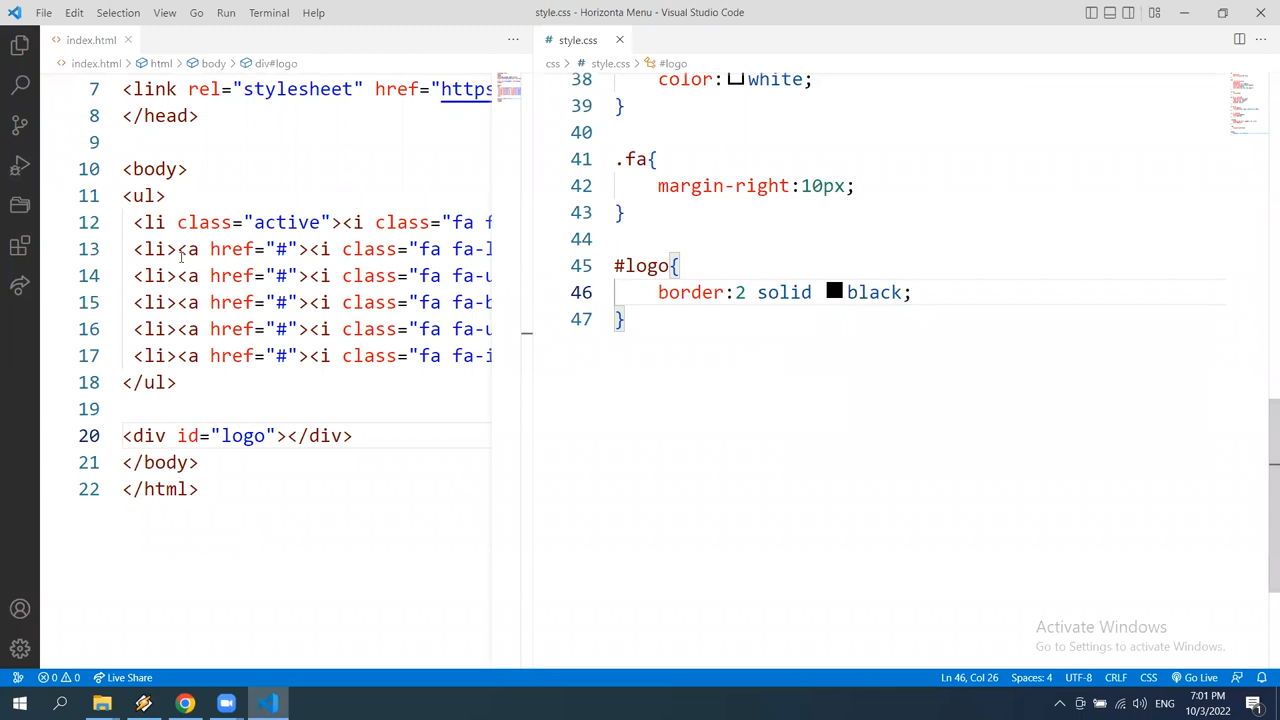 File Edit Selection View Go Run Terminal Help
style.css - Horizonta Menu - Visual Studio Code
index.html
index.html html body div#logo
7 <link rel="stylesheet" href="https
8 </head>
9
10 <body>
11 <ul>
12 <li class="active"><i class="fa f
13 <li><a href="#"><i class="fa fa-l
14 <li><a href="#"><i class="fa fa-u
15 <li><a href="#"><i class="fa fa-b
16 <li><a href="#"><i class="fa fa-u
17 <li><a href="#"><i class="fa fa-i
18 </ul>
19
20 <div id="logo"></div>
21 </body>
22 </html>
# style.css
css # style.css #logo
38 color: white;
39 }
40
41 .fa{
42 margin-right:10px;
43 }
44
45 #logo{
46 border:2 solid black;
47 }
Activate Windows
Go to Settings to activate Windows.
0 0 Live Share
Ln 46, Col 26 Spaces: 4 UTF-8 CRLF CSS Go Live
ENG
7:01 PM
10/3/2022
1